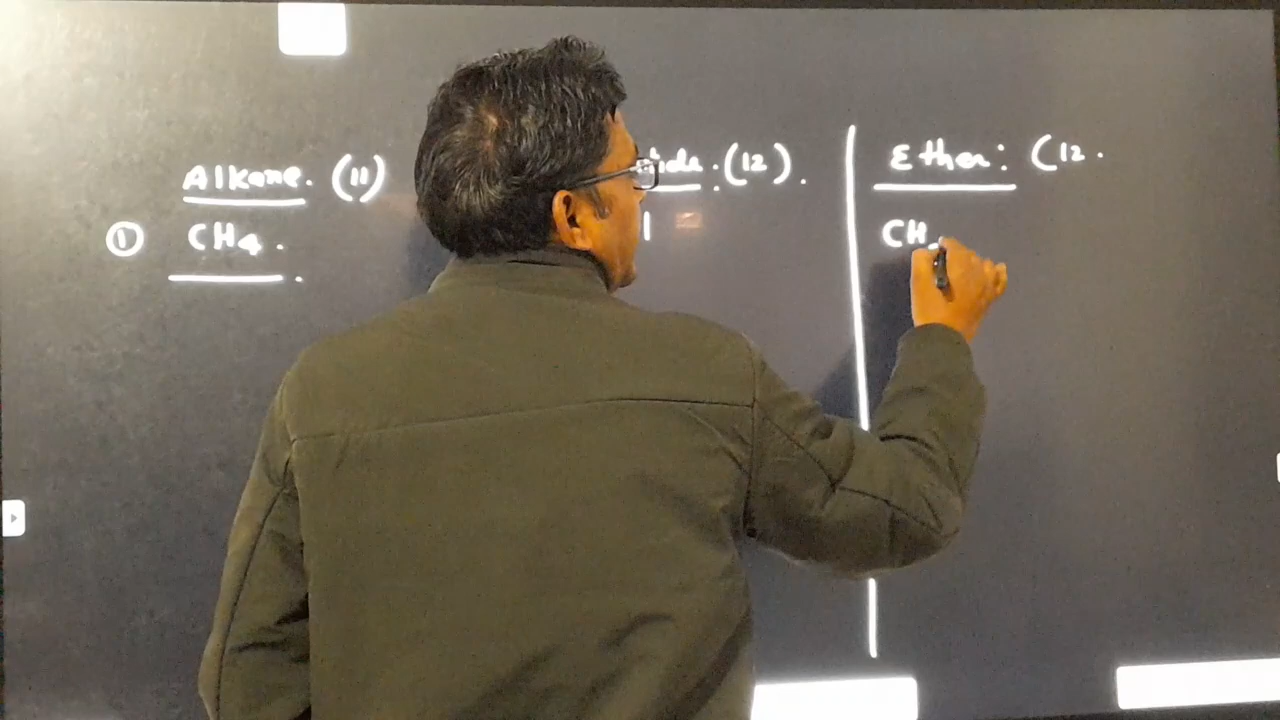 Alkane. (11)
(12).
Ether: (12.
① CH4.
CH